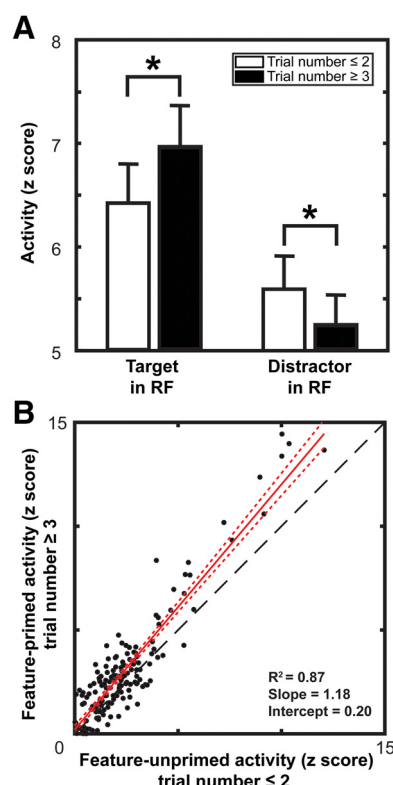 A
8
7
6
5
Activity (z score)
Trial number ≤ 2
Trial number ≥ 3
*
*
Target
in RF
Distractor
in RF
B
15
Feature-primed activity (z score)
trial number ≥ 3
R² = 0.87
Slope = 1.18
Intercept = 0.20
0
15
Feature-unprimed activity (z score)
trial number ≤ 2